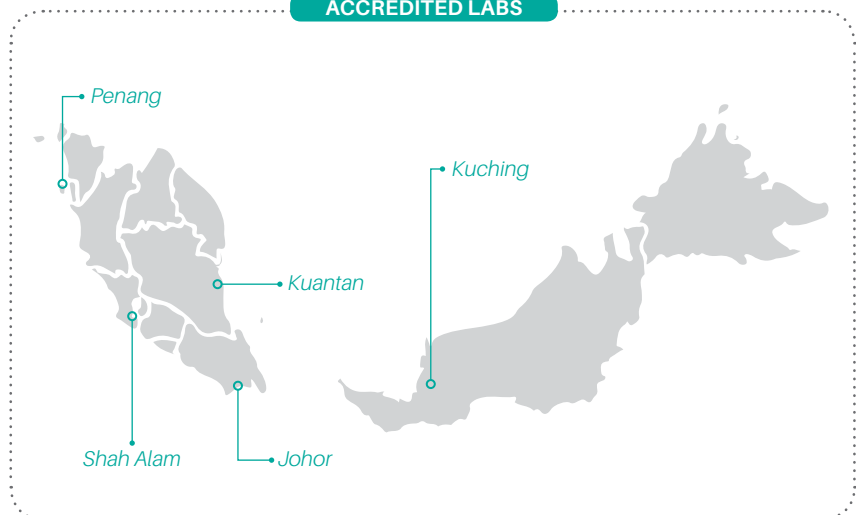 ACCREDITED LABS
Penang
Kuching
Kuantan
Shah Alam
Johor